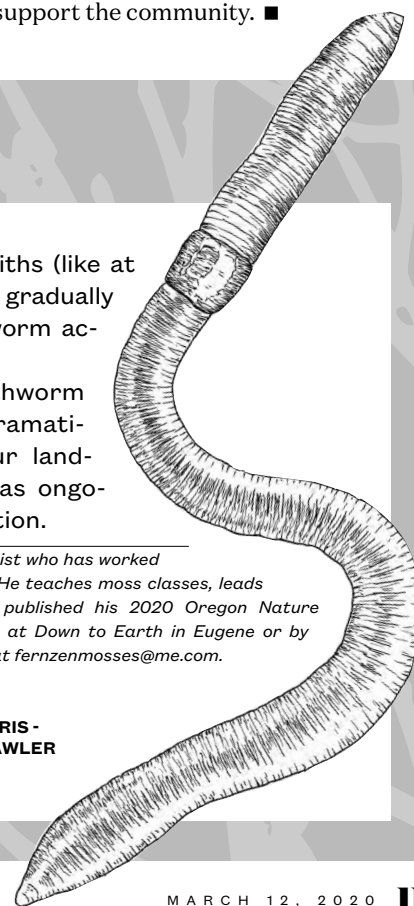 support the community. ■
iths (like at
gradually
worm ac-
hworm
ramati-
ur land-
as ongo-
tion.
ist who has worked
He teaches moss classes, leads
published his 2020 Oregon Nature
at Down to Earth in Eugene or by
at fernzenmosses@me.com.
RIS -
AWLER
MARCH 12, 2020